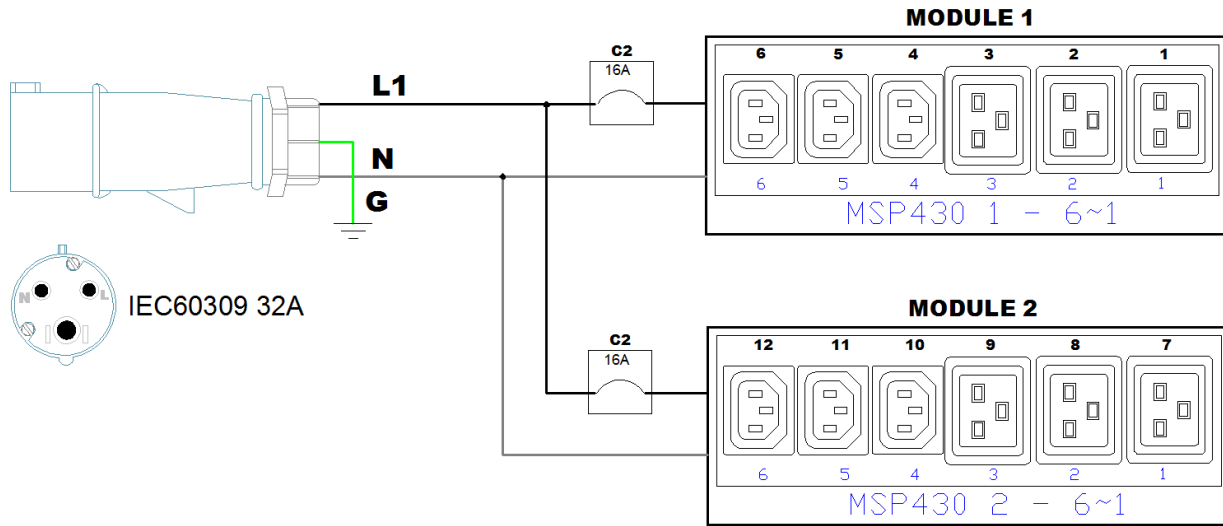 MODULE 1
C2
16A
6 5 4 3 2 1
L1
N
G
6 5 4 3 2 1
MSP430 1 - 6~1
N L
IEC60309 32A
MODULE 2
C2
16A
12 11 10 9 8 7
6 5 4 3 2 1
MSP430 2 - 6~1